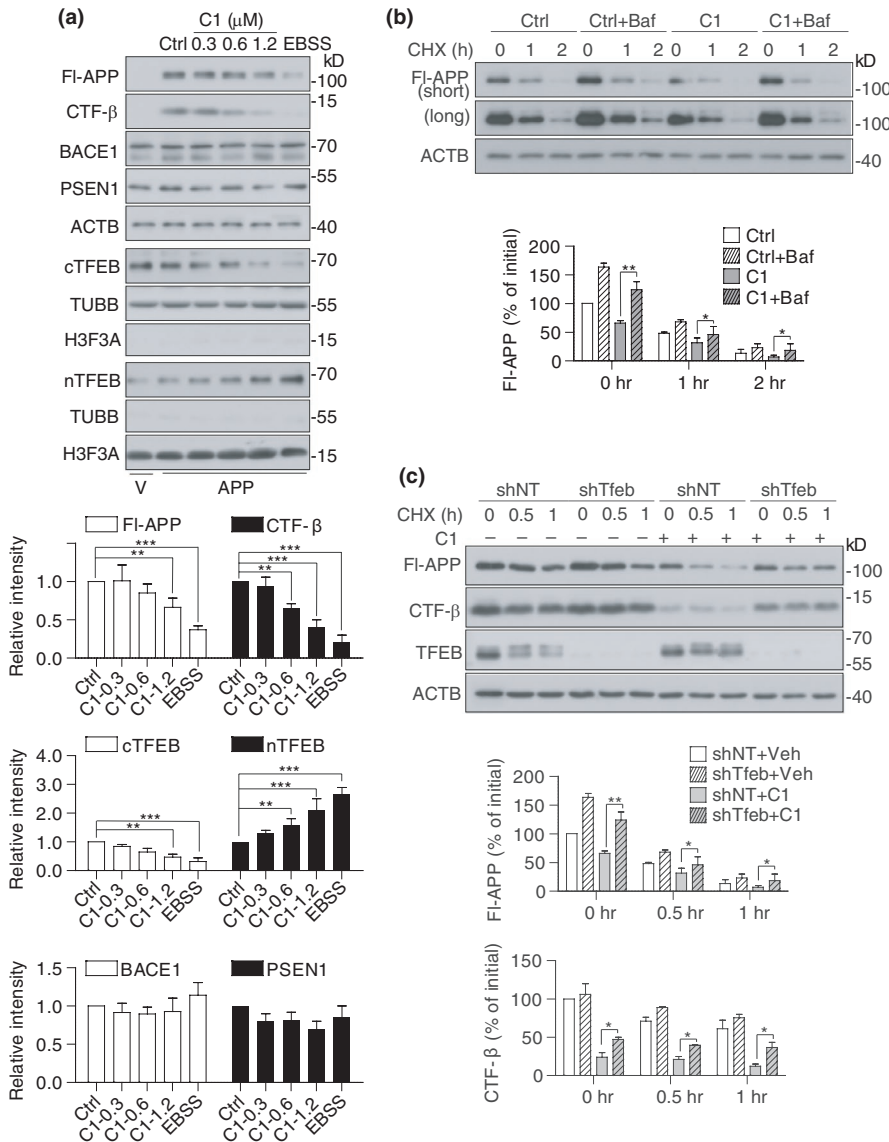 (a)
C1 (μM)
Ctrl 0.3 0.6 1.2 EBSS
kD
Fl-APP
-100
CTF-β
-15
BACE1
-70
PSEN1
-55
ACTB
-40
cTFEB
-70
TUBB
-55
H3F3A
-15
nTFEB
-70
TUBB
-55
H3F3A
-15
V APP
Relative intensity
Fl-APP CTF-β
1.0
0.5
0.0
*** ** *** *** **
Ctrl C1-0.3 C1-0.6 C1-1.2 EBSS Ctrl C1-0.3 C1-0.6 C1-1.2 EBSS
Relative intensity
cTFEB nTFEB
4.0
3.0
2.0
1.0
0.0
*** ** *** *** **
Ctrl C1-0.3 C1-0.6 C1-1.2 EBSS Ctrl C1-0.3 C1-0.6 C1-1.2 EBSS
Relative intensity
BACE1 PSEN1
1.5
1.0
0.5
0.0
Ctrl C1-0.3 C1-0.6 C1-1.2 EBSS Ctrl C1-0.3 C1-0.6 C1-1.2 EBSS
(b)
Ctrl Ctrl+Baf C1 C1+Baf
CHX (h) 0 1 2 0 1 2 0 1 2 0 1 2
kD
Fl-APP
(short)
-100
(long)
-100
ACTB
-40
Fl-APP (% of initial)
200
150
100
50
0
Ctrl
Ctrl+Baf
C1
C1+Baf
** * *
0 hr 1 hr 2 hr
(c)
shNT shTfeb shNT shTfeb
CHX (h) 0 0.5 1 0 0.5 1 0 0.5 1 0 0.5 1
C1 − − − − − − + + + + + +
kD
Fl-APP
-100
CTF-β
-15
TFEB
-70
-55
ACTB
-40
Fl-APP (% of initial)
200
150
100
50
0
shNT+Veh
shTfeb+Veh
shNT+C1
shTfeb+C1
** * *
0 hr 0.5 hr 1 hr
CTF-β (% of initial)
150
100
50
0
* * *
0 hr 0.5 hr 1 hr